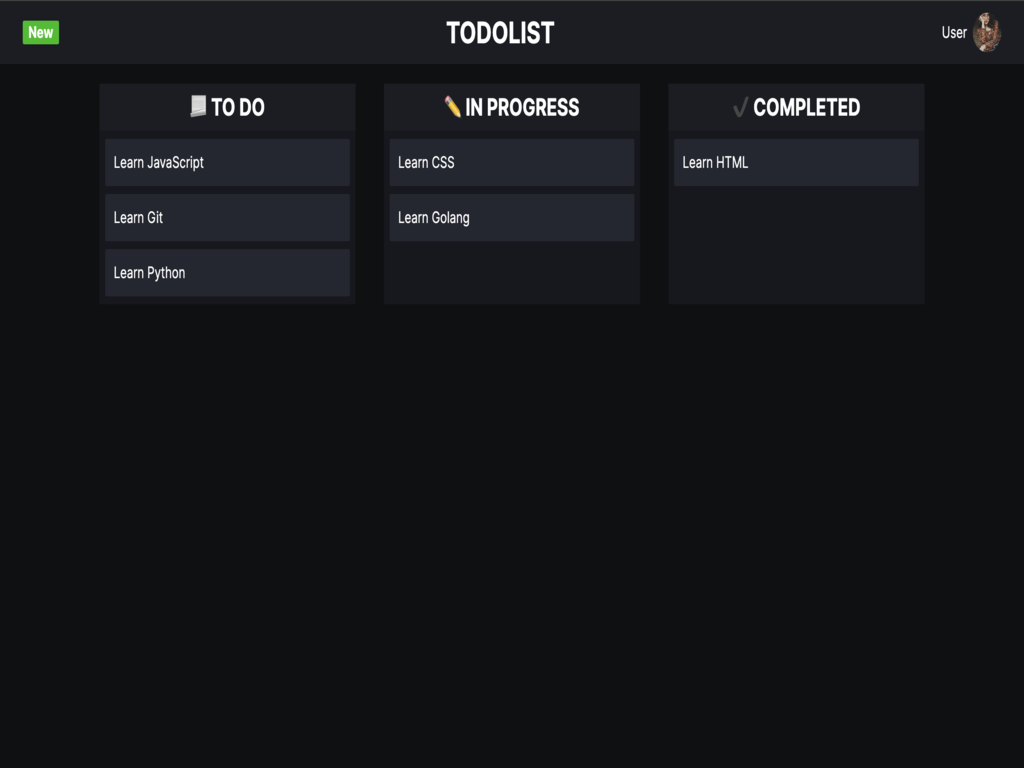 New
TODOLIST
User
TO DO
Learn JavaScript
Learn Git
Learn Python
IN PROGRESS
Learn CSS
Learn Golang
COMPLETED
Learn HTML